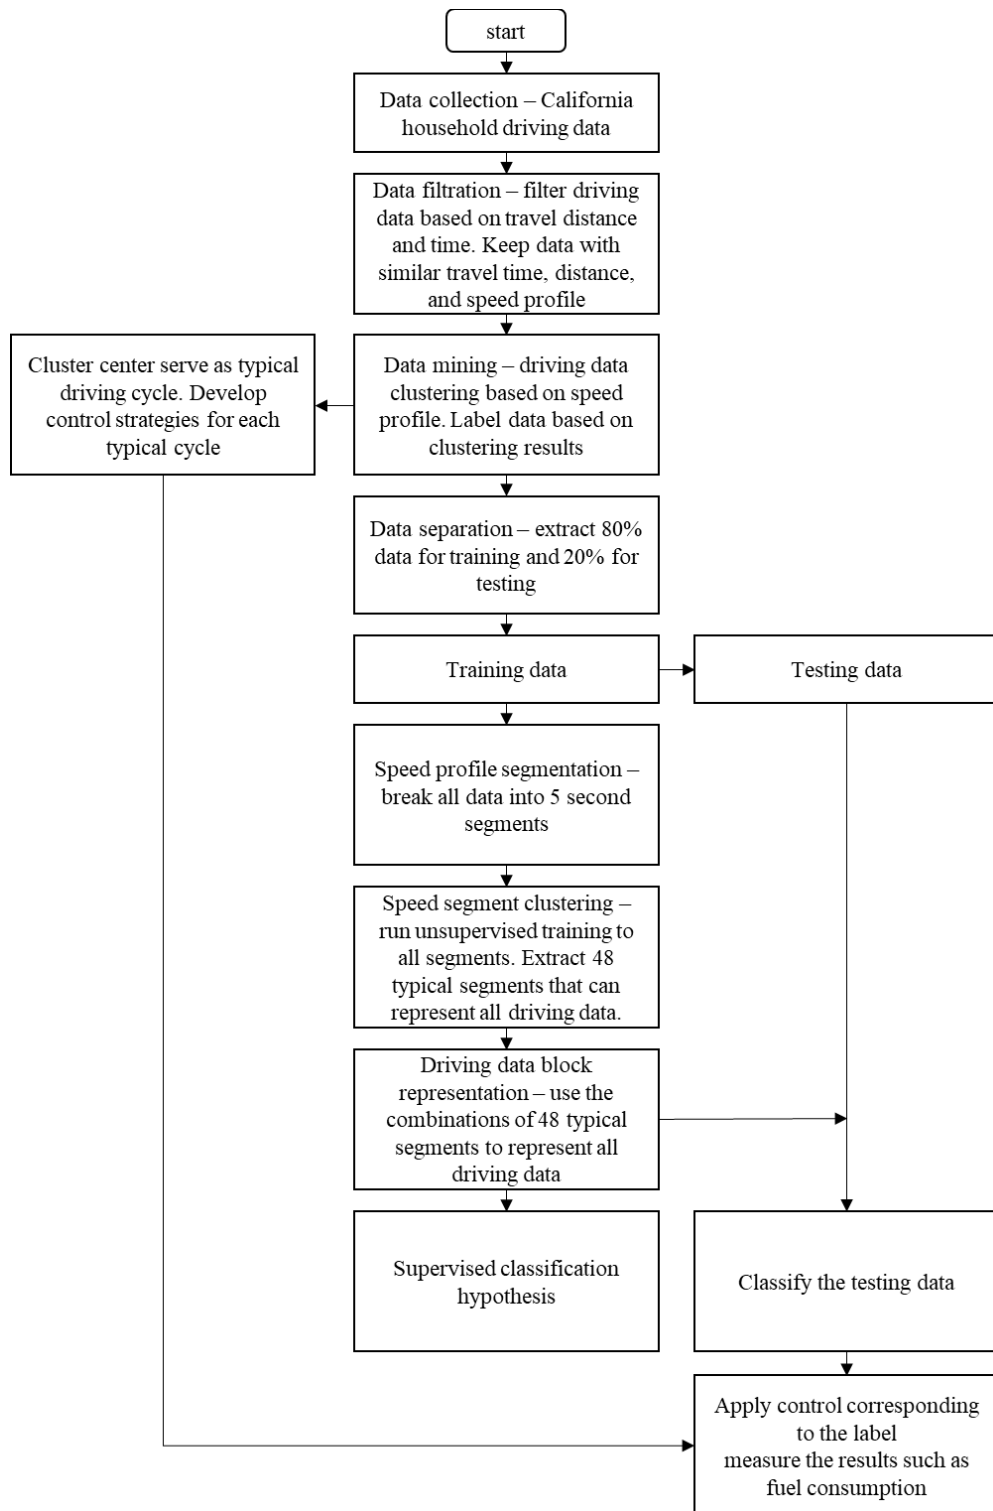 start
Data collection – California
household driving data
Data filtration – filter driving
data based on travel distance
and time. Keep data with
similar travel time, distance,
and speed profile
Cluster center serve as typical
driving cycle. Develop
control strategies for each
typical cycle
Data mining – driving data
clustering based on speed
profile. Label data based on
clustering results
Data separation – extract 80%
data for training and 20% for
testing
Training data
Testing data
Speed profile segmentation –
break all data into 5 second
segments
Speed segment clustering –
run unsupervised training to
all segments. Extract 48
typical segments that can
represent all driving data.
Driving data block
representation – use the
combinations of 48 typical
segments to represent all
driving data
Supervised classification
hypothesis
Classify the testing data
Apply control corresponding
to the label
measure the results such as
fuel consumption